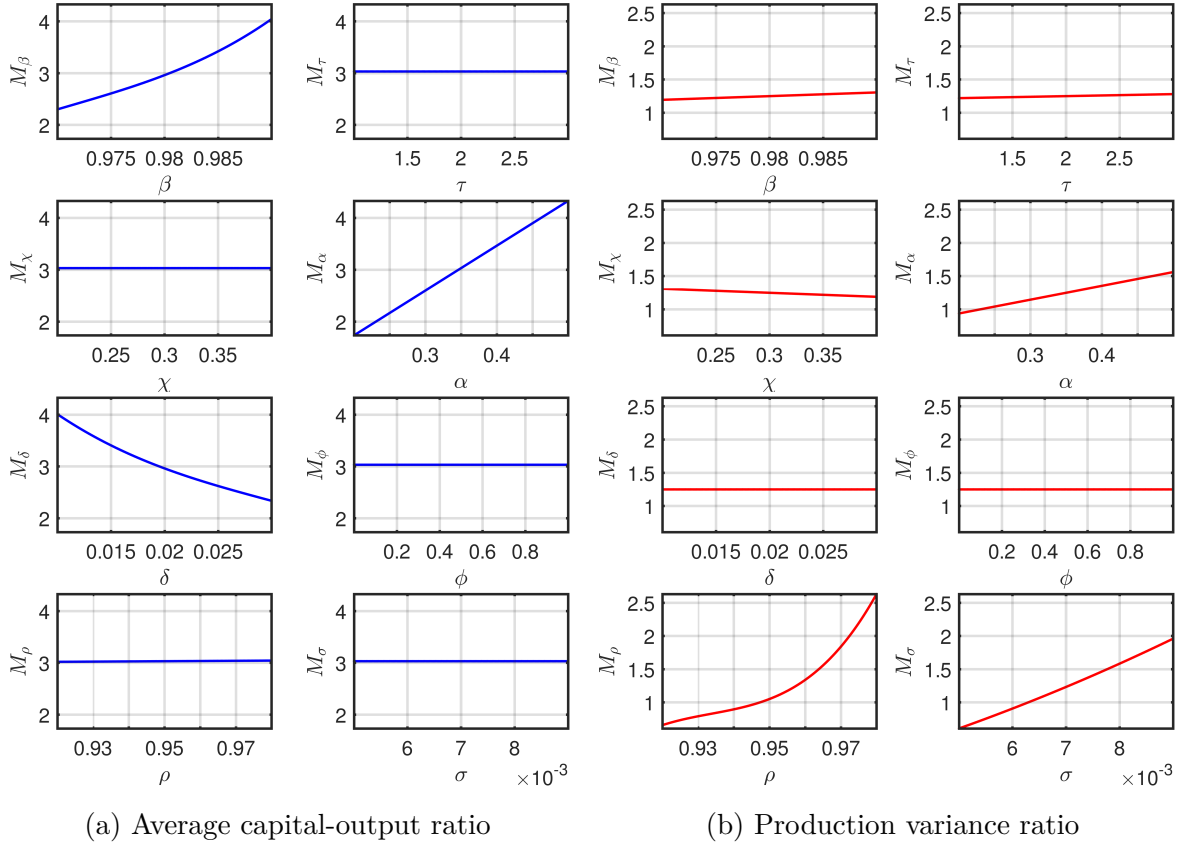 4 3 2 M_β 0.975 0.98 0.985 β
4 3 2 M_τ 1.5 2 2.5 τ
2.5 2 1.5 1 M_β 0.975 0.98 0.985 β
2.5 2 1.5 1 M_τ 1.5 2 2.5 τ
4 3 2 M_χ 0.25 0.3 0.35 χ
4 3 2 M_α 0.3 0.4 α
2.5 2 1.5 1 M_χ 0.25 0.3 0.35 χ
2.5 2 1.5 1 M_α 0.3 0.4 α
4 3 2 M_δ 0.015 0.02 0.025 δ
4 3 2 M_ϕ 0.2 0.4 0.6 0.8 ϕ
2.5 2 1.5 1 M_δ 0.015 0.02 0.025 δ
2.5 2 1.5 1 M_ϕ 0.2 0.4 0.6 0.8 ϕ
4 3 2 M_ρ 0.93 0.95 0.97 ρ
4 3 2 M_σ 6 7 8 ×10⁻³ σ
2.5 2 1.5 1 M_ρ 0.93 0.95 0.97 ρ
2.5 2 1.5 1 M_σ 6 7 8 ×10⁻³ σ
(a) Average capital-output ratio
(b) Production variance ratio